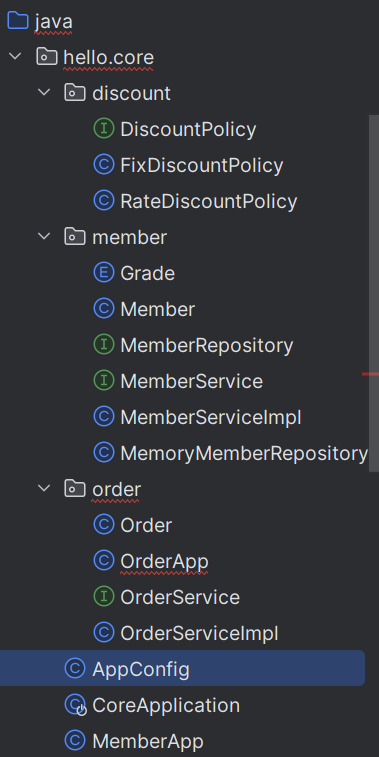 java
hello.core
discount
I DiscountPolicy
C FixDiscountPolicy
C RateDiscountPolicy
member
E Grade
C Member
I MemberRepository
I MemberService
C MemberServiceImpl
C MemoryMemberRepository
order
C Order
C OrderApp
I OrderService
C OrderServiceImpl
C AppConfig
C CoreApplication
C MemberApp